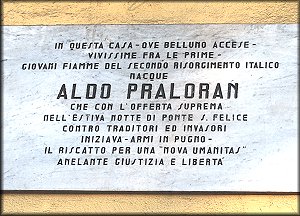 IN QUESTA CASA-OVE BELLUNO ACCESE-
VIVISSIME FRA LE PRIME-
GIOVANI FIAMME DEL SECONDO RISORGIMENTO ITALICO
NACQUE
ALDO PRALORAN
CHE CON L'OFFERTA SUPREMA
NELL'ESTIVA NOTTE DI PONTE S. FELICE
CONTRO TRADITORI ED INVASORI
INIZIAVA-ARMI IN PUGNO-
IL RISCATTO PER UNA "NOVA UMANITAS"
ANELANTE GIUSTIZIA E LIBERTA'